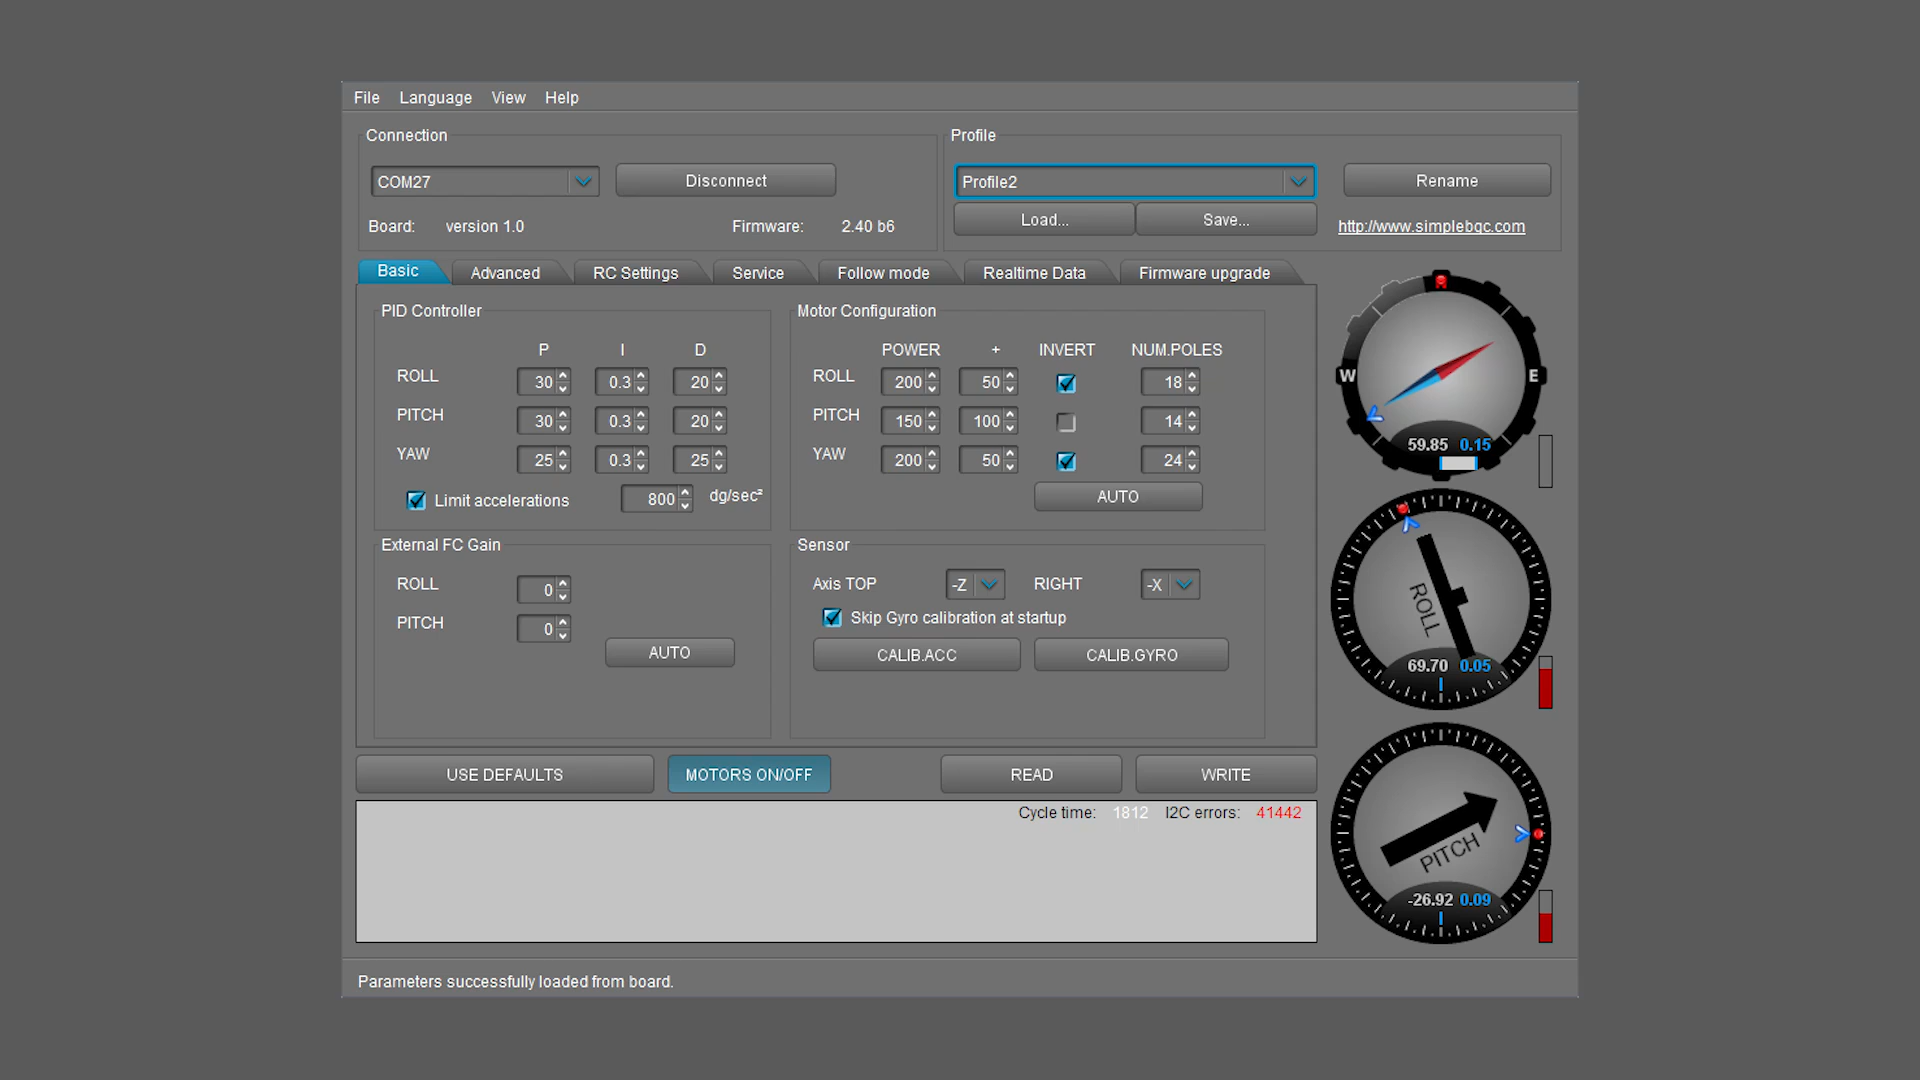 File Language View Help
Connection
Profile
COM27
Disconnect
Profile2
Rename
Board: version 1.0 Firmware: 2.40 b6
Load... Save...
http://www.simplebgc.com
Basic Advanced RC Settings Service Follow mode Realtime Data Firmware upgrade
PID Controller
P I D
ROLL 30 0.3 20
PITCH 30 0.3 20
YAW 25 0.3 25
Limit accelerations 800 dg/sec²
Motor Configuration
POWER + INVERT NUM.POLES
ROLL 200 50 18
PITCH 150 100 14
YAW 200 50 24
AUTO
External FC Gain
ROLL 0
PITCH 0
AUTO
Sensor
Axis TOP -Z RIGHT -X
Skip Gyro calibration at startup
CALIB.ACC CALIB.GYRO
W E
59.85 0.15
ROLL
69.70 0.05
PITCH
-26.92 0.09
USE DEFAULTS MOTORS ON/OFF READ WRITE
Cycle time: 1812 I2C errors: 41442
Parameters successfully loaded from board.